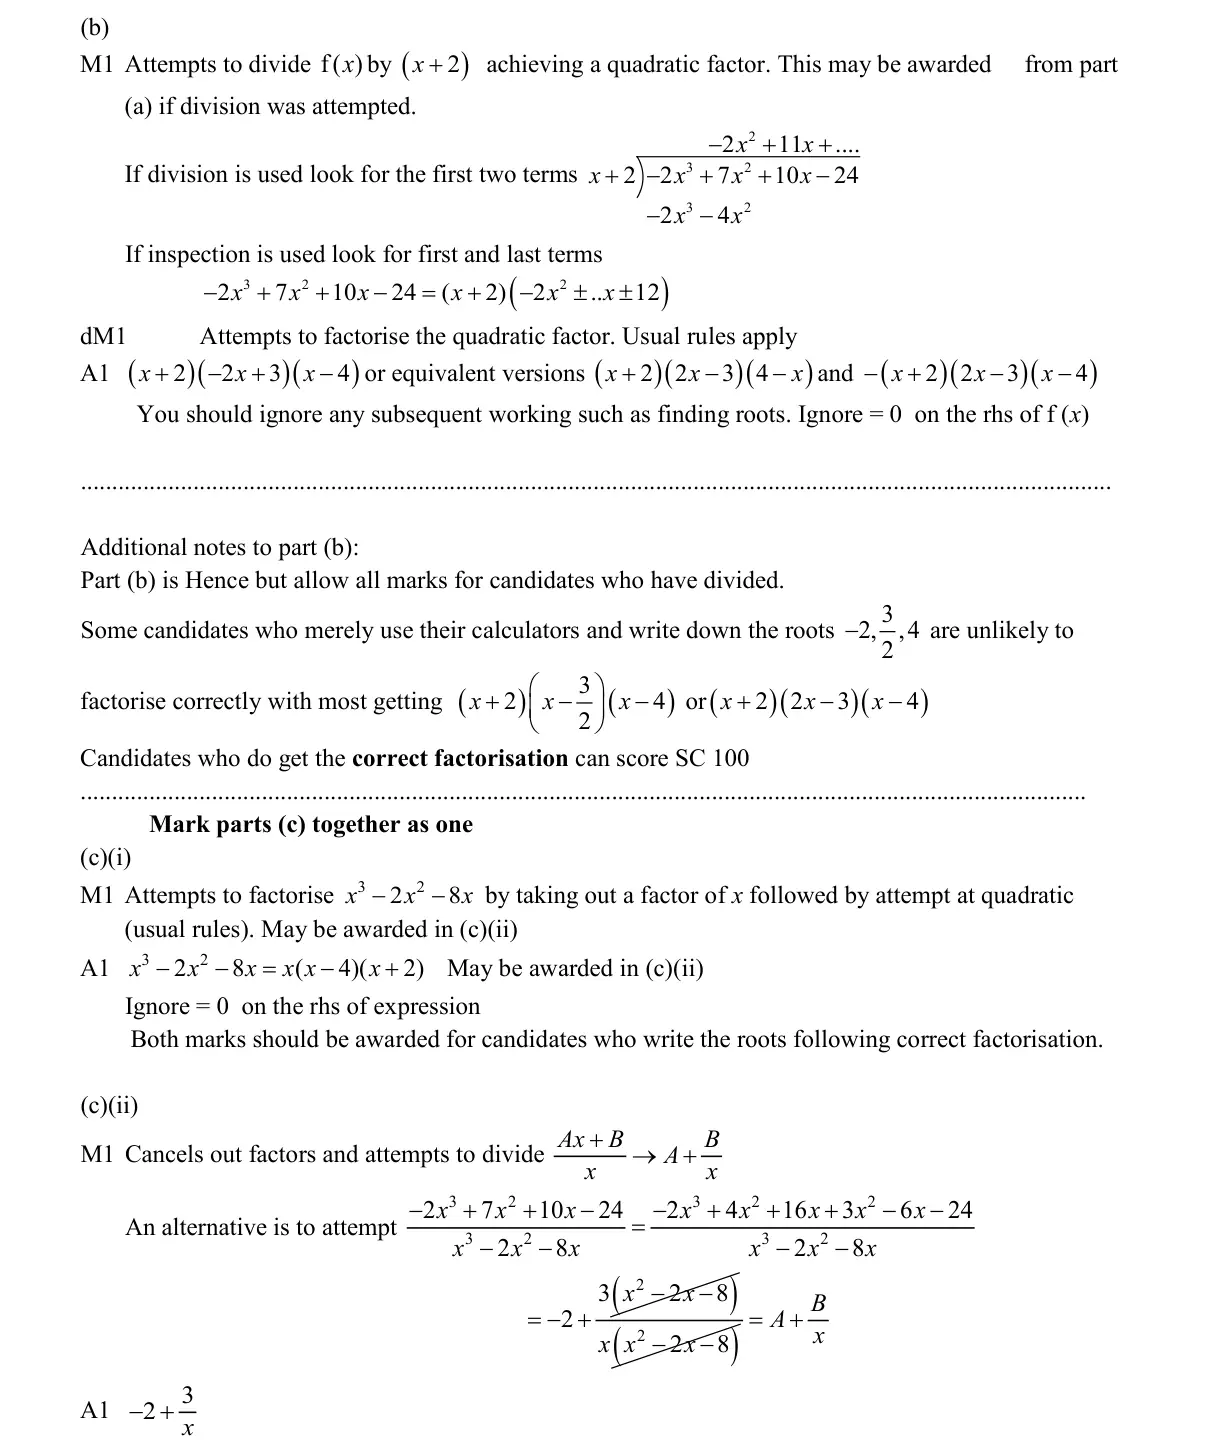 (b)
M1 Attempts to divide f(x) by (x+2) achieving a quadratic factor. This may be awarded from part
(a) if division was attempted.
−2x² +11x+....
If division is used look for the first two terms x+2)−2x³ +7x² +10x−24
−2x³ −4x²
If inspection is used look for first and last terms
−2x³ +7x² +10x−24 = (x+2)(−2x² ±..x±12)
dM1 Attempts to factorise the quadratic factor. Usual rules apply
A1 (x+2)(−2x+3)(x−4) or equivalent versions (x+2)(2x−3)(4−x) and −(x+2)(2x−3)(x−4)
You should ignore any subsequent working such as finding roots. Ignore = 0 on the rhs of f (x)
....................................................................................................................................................................
Additional notes to part (b):
Part (b) is Hence but allow all marks for candidates who have divided.
Some candidates who merely use their calculators and write down the roots −2, 3/2, 4 are unlikely to
factorise correctly with most getting (x+2)(x−3/2)(x−4) or (x+2)(2x−3)(x−4)
Candidates who do get the correct factorisation can score SC 100
................................................................................................................................................................
Mark parts (c) together as one
(c)(i)
M1 Attempts to factorise x³ −2x² −8x by taking out a factor of x followed by attempt at quadratic
(usual rules). May be awarded in (c)(ii)
A1 x³ −2x² −8x = x(x−4)(x+2) May be awarded in (c)(ii)
Ignore = 0 on the rhs of expression
Both marks should be awarded for candidates who write the roots following correct factorisation.
(c)(ii)
M1 Cancels out factors and attempts to divide (Ax+B)/x → A+B/x
An alternative is to attempt (−2x³ +7x² +10x−24)/(x³ −2x² −8x) = (−2x³ +4x² +16x+3x² −6x−24)/(x³ −2x² −8x)
= −2+ 3(x² −2x−8)/x(x² −2x−8) = A+B/x
A1 −2+3/x